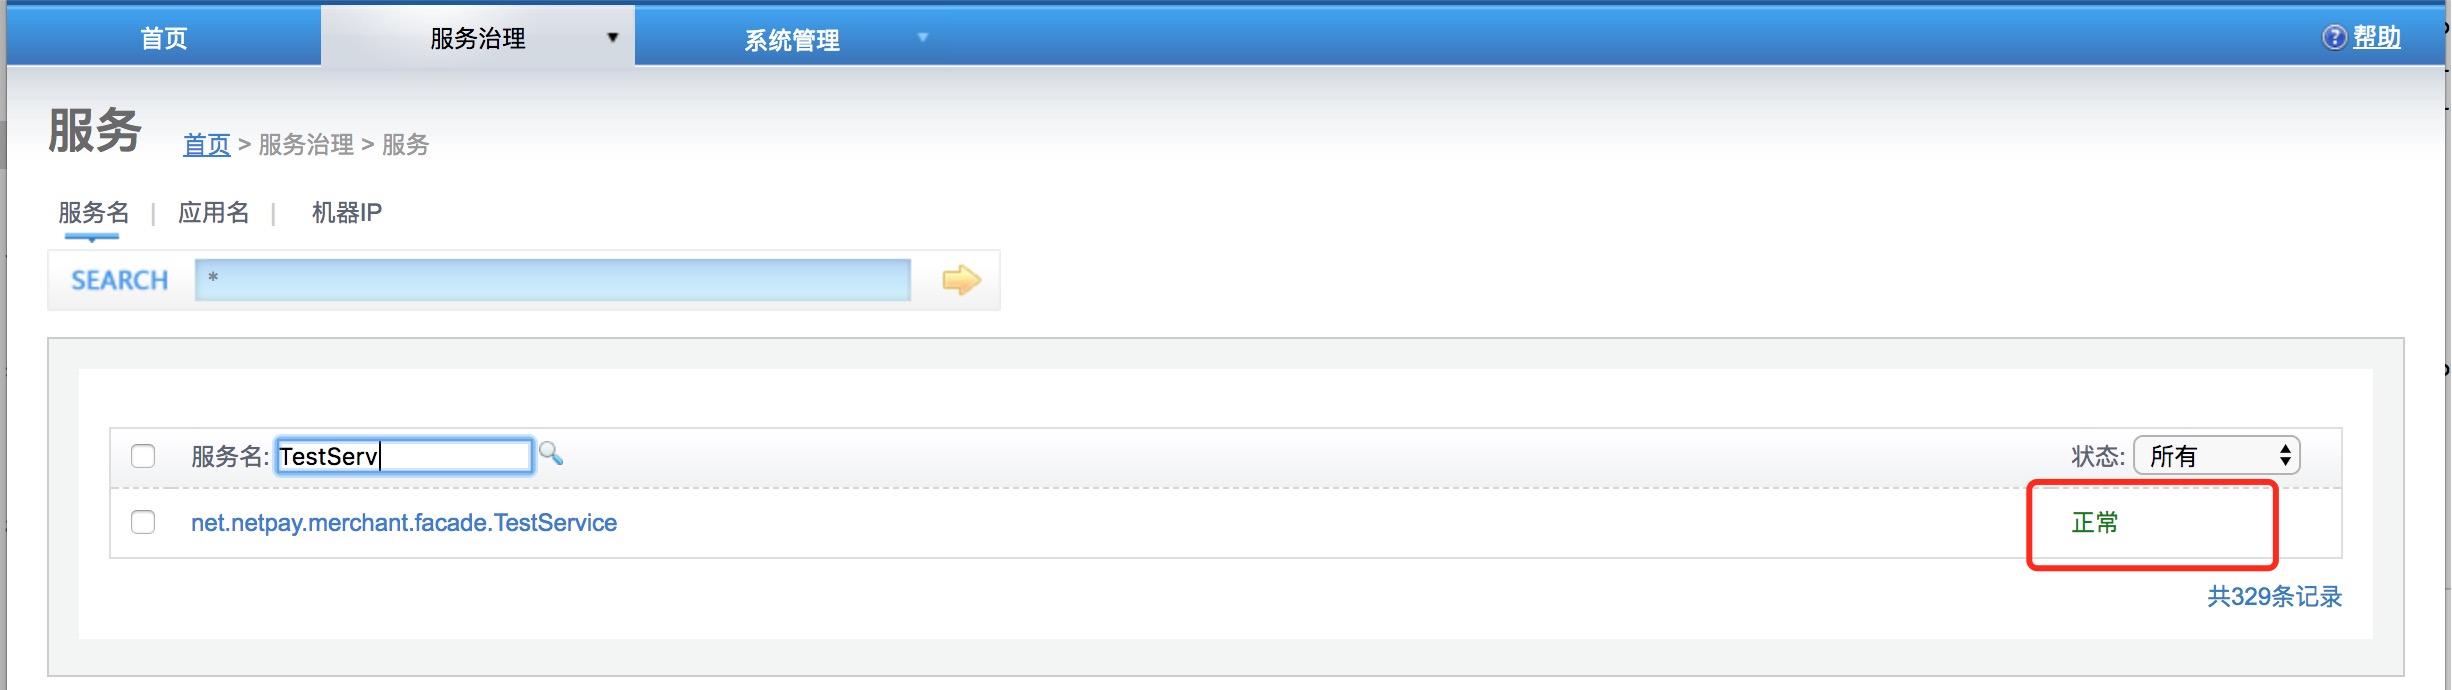 首页 服务治理 系统管理 帮助
服务 首页 > 服务治理 > 服务
服务名 | 应用名 | 机器IP
SEARCH *
服务名: TestServ 状态: 所有
net.netpay.merchant.facade.TestService 正常
共329条记录